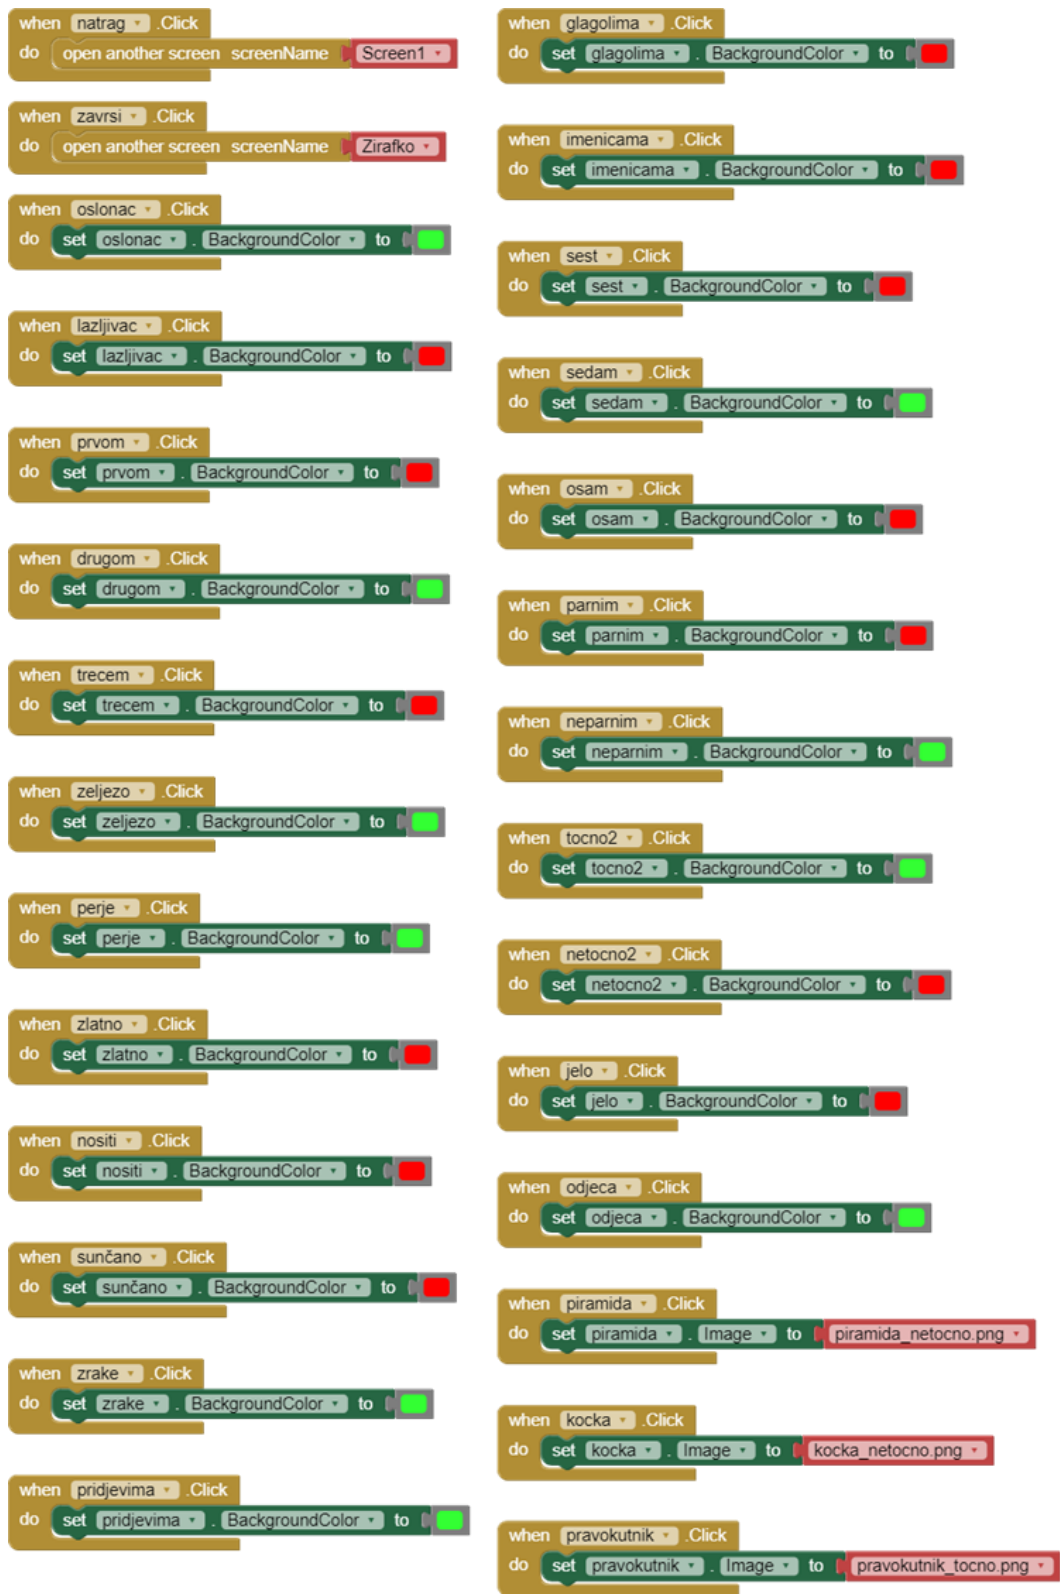 when natrag .Click
do open another screen screenName Screen1
when zavrsi .Click
do open another screen screenName Zirafko
when oslonac .Click
do set oslonac . BackgroundColor to
when lazljivac .Click
do set lazljivac . BackgroundColor to
when prvom .Click
do set prvom . BackgroundColor to
when drugom .Click
do set drugom . BackgroundColor to
when trecem .Click
do set trecem . BackgroundColor to
when zeljezo .Click
do set zeljezo . BackgroundColor to
when perje .Click
do set perje . BackgroundColor to
when zlatno .Click
do set zlatno . BackgroundColor to
when nositi .Click
do set nositi . BackgroundColor to
when sunčano .Click
do set sunčano . BackgroundColor to
when zrake .Click
do set zrake . BackgroundColor to
when pridjevima .Click
do set pridjevima . BackgroundColor to
when glagolima .Click
do set glagolima . BackgroundColor to
when imenicama .Click
do set imenicama . BackgroundColor to
when sest .Click
do set sest . BackgroundColor to
when sedam .Click
do set sedam . BackgroundColor to
when osam .Click
do set osam . BackgroundColor to
when parnim .Click
do set parnim . BackgroundColor to
when neparnim .Click
do set neparnim . BackgroundColor to
when tocno2 .Click
do set tocno2 . BackgroundColor to
when netocno2 .Click
do set netocno2 . BackgroundColor to
when jelo .Click
do set jelo . BackgroundColor to
when odjeca .Click
do set odjeca . BackgroundColor to
when piramida .Click
do set piramida . Image to piramida_netocno.png
when kocka .Click
do set kocka . Image to kocka_netocno.png
when pravokutnik .Click
do set pravokutnik . Image to pravokutnik_tocno.png